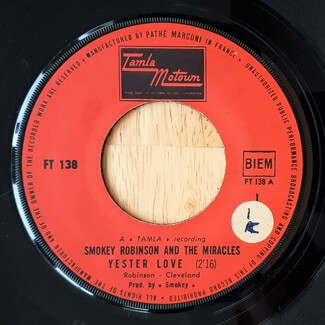 MANUFACTURED BY PATHÉ MARCONI IN FRANCE • UNAUTHORIZED PUBLIC PERFORMANCE BROADCASTING AND COPYING OF THIS RECORD PROHIBITED • ALL RIGHTS OF THE MANUFACTURER AND OF THE OWNER OF THE RECORDED WORK ARE RESERVED •
Tamla
Motown
FT 138
BIEM
FT 138 A
A • TAMLA • recording
SMOKEY ROBINSON AND THE MIRACLES
YESTER LOVE (2'16)
Robinson - Cleveland
Prod. by • Smokey •